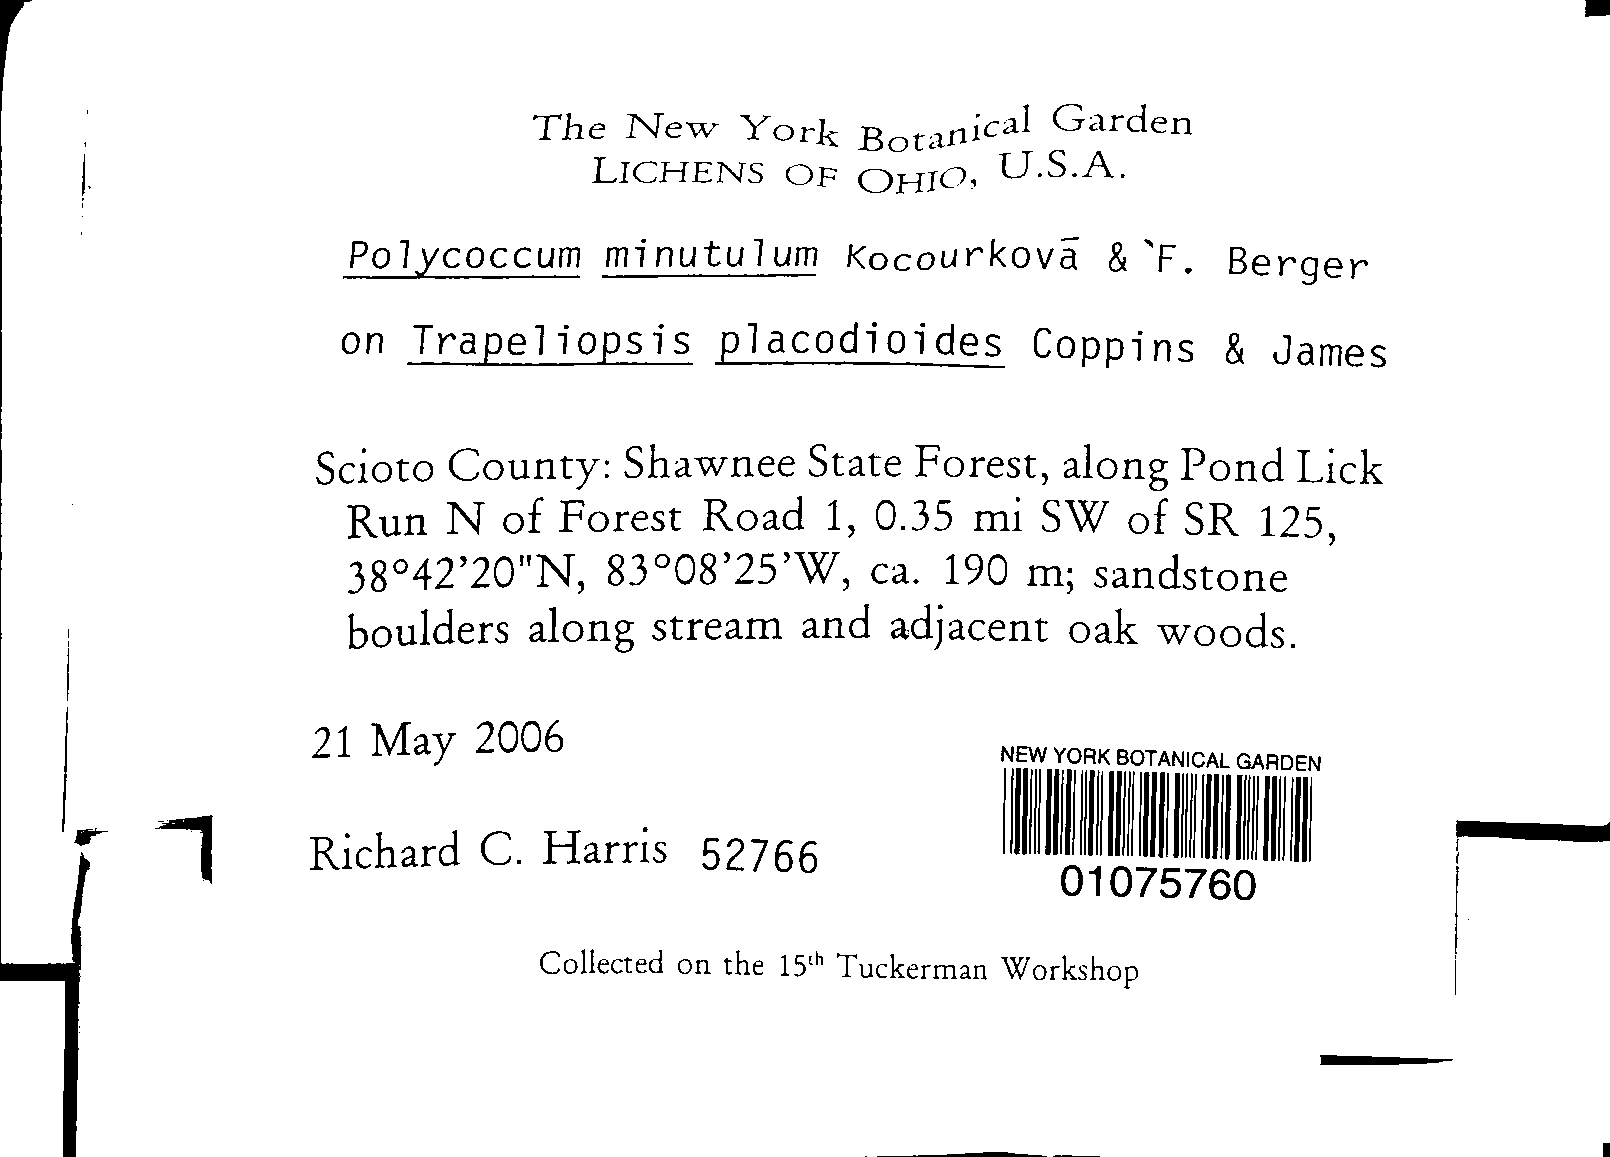 The New York Botanical Garden
LICHENS OF OHIO, U.S.A.
Polycoccum minutulum Kocourkovā & `F. Berger
on Trapeliopsis placodioides Coppins & James
Scioto County: Shawnee State Forest, along Pond Lick
Run N of Forest Road 1, 0.35 mi SW of SR 125,
38°42'20"N, 83°08'25'W, ca. 190 m; sandstone
boulders along stream and adjacent oak woods.
21 May 2006
NEW YORK BOTANICAL GARDEN
Richard C. Harris 52766
01075760
Collected on the 15th Tuckerman Workshop